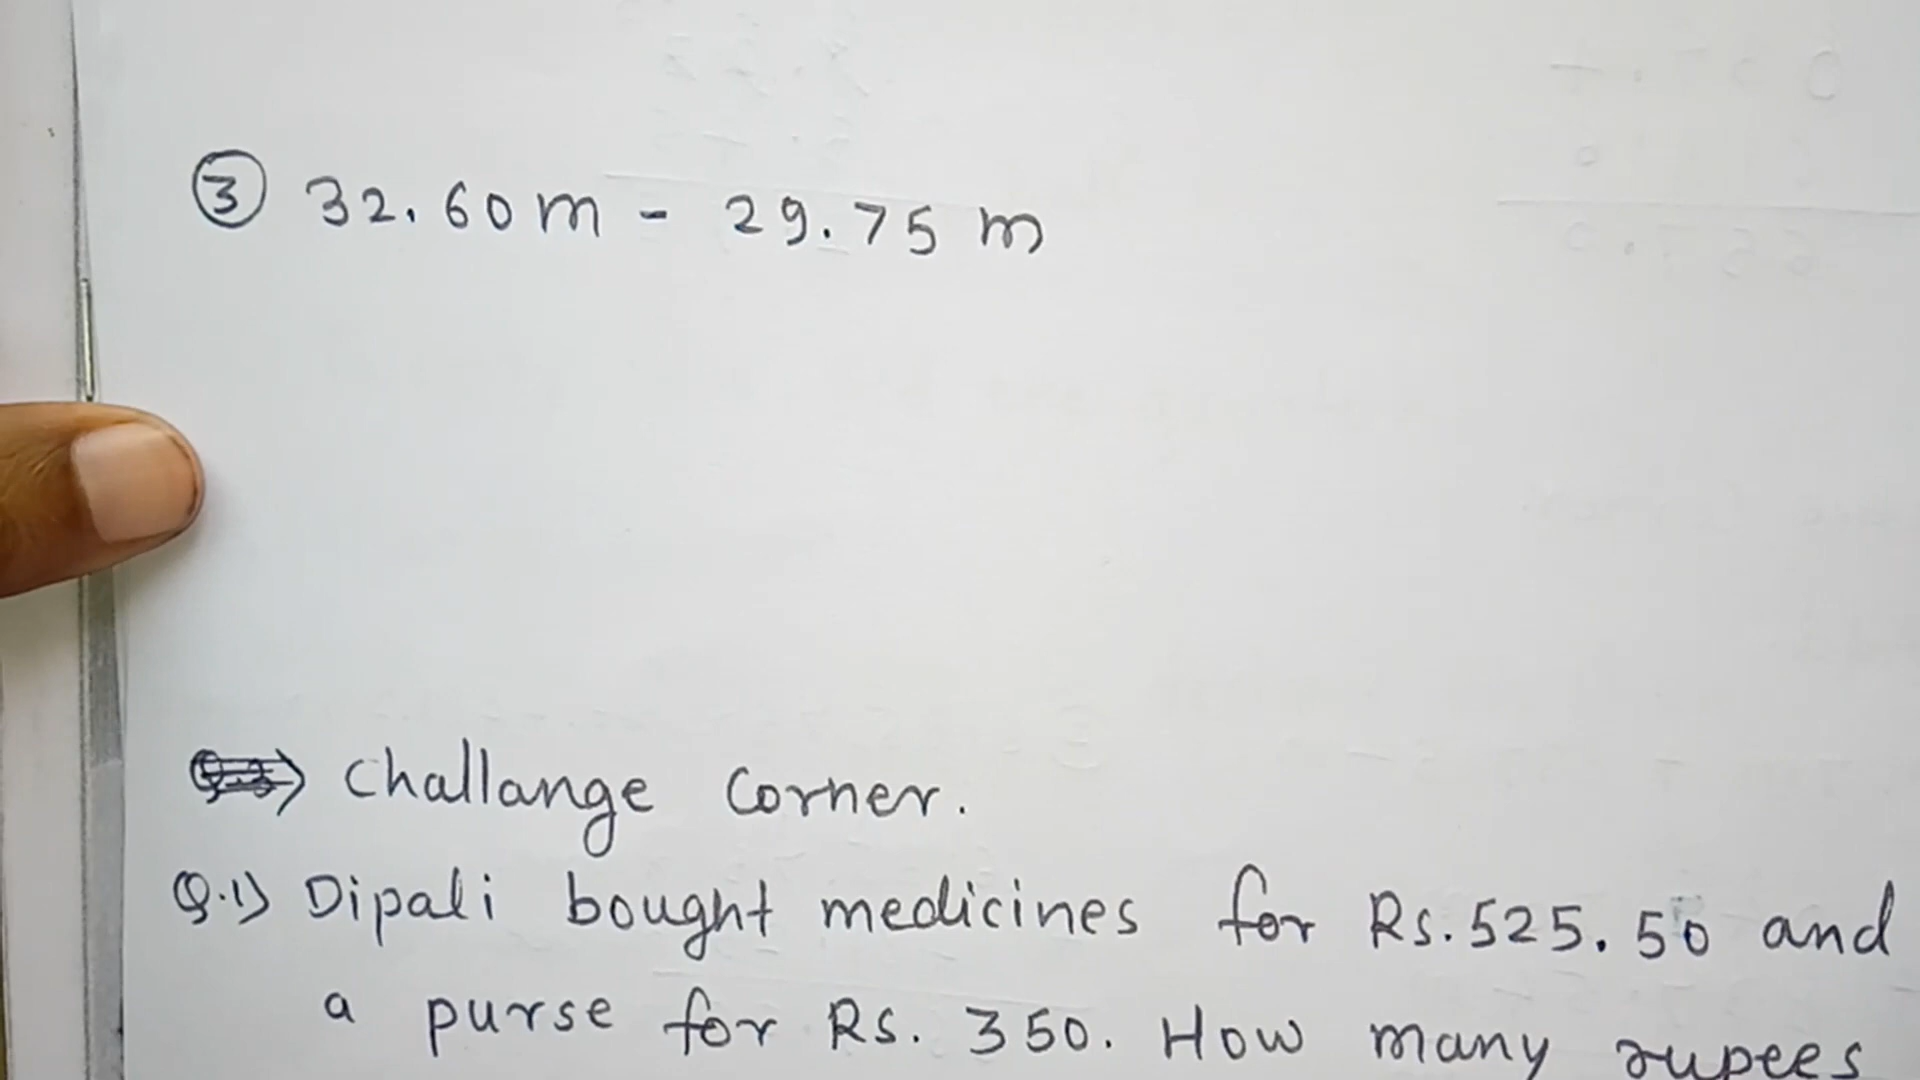 ③ 32.60 m - 29.75 m
⇒ Challange Corner.
Q.1) Dipali bought medicines for Rs. 525.50 and
a purse for Rs. 350. How many rupees